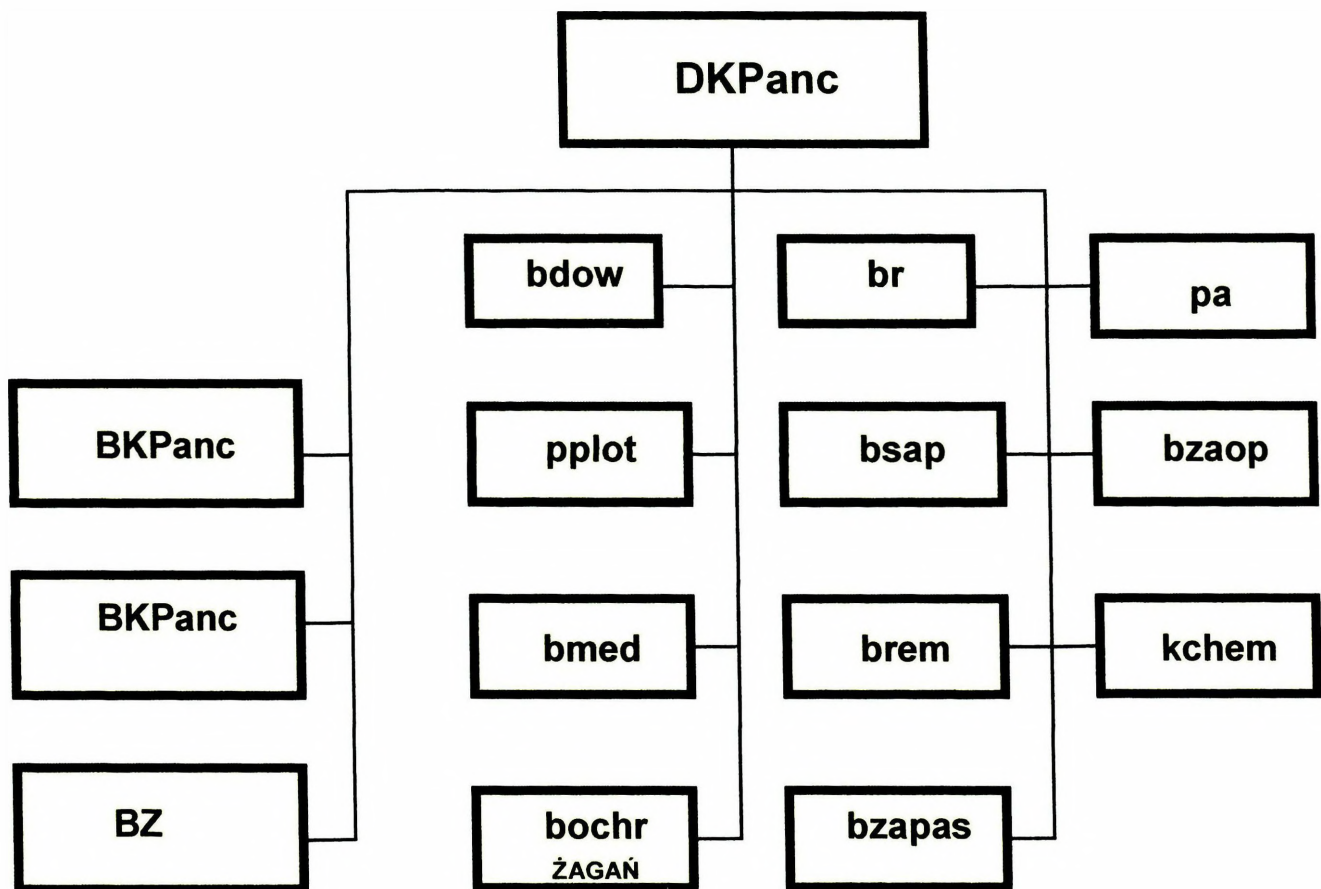 DKPanc
bdow
br
pa
BKPanc
pplot
bsap
bzaop
BKPanc
bmed
brem
kchem
BZ
bochr
ŻAGAŃ
bzapas